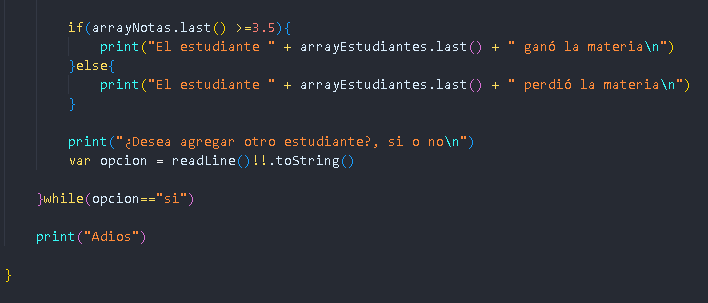 if(arrayNotas.last() >=3.5){
print("El estudiante " + arrayEstudiantes.last() + " ganó la materia\n")
}else{
print("El estudiante " + arrayEstudiantes.last() + " perdió la materia\n")
}
print("¿Desea agregar otro estudiante?, si o no\n")
var opcion = readLine()!!.toString()
}while(opcion=="si")
print("Adios")
}